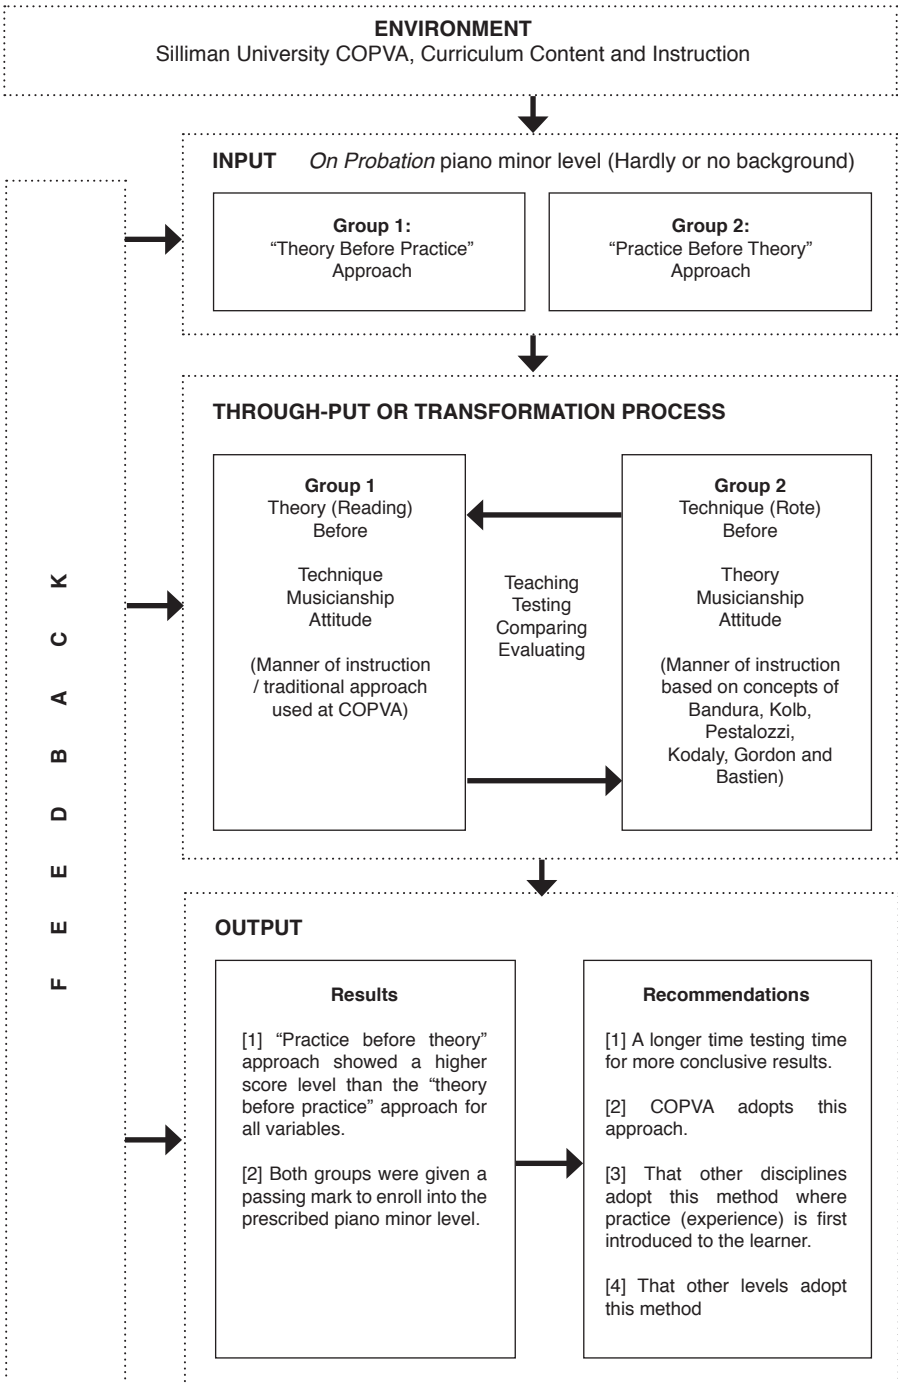 ENVIRONMENT
Silliman University COPVA, Curriculum Content and Instruction
INPUT On Probation piano minor level (Hardly or no background)
Group 1:
“Theory Before Practice”
Approach
Group 2:
“Practice Before Theory”
Approach
THROUGH-PUT OR TRANSFORMATION PROCESS
Group 1
Theory (Reading)
Before
Technique
Musicianship
Attitude
(Manner of instruction
/ traditional approach
used at COPVA)
Teaching
Testing
Comparing
Evaluating
Group 2
Technique (Rote)
Before
Theory
Musicianship
Attitude
(Manner of instruction
based on concepts of
Bandura, Kolb,
Pestalozzi,
Kodaly, Gordon and
Bastien)
FEEDBACK
OUTPUT
Results
[1] “Practice before theory”
approach showed a higher
score level than the “theory
before practice” approach for
all variables.
[2] Both groups were given a
passing mark to enroll into the
prescribed piano minor level.
Recommendations
[1] A longer time testing time
for more conclusive results.
[2] COPVA adopts this
approach.
[3] That other disciplines
adopt this method where
practice (experience) is first
introduced to the learner.
[4] That other levels adopt
this method